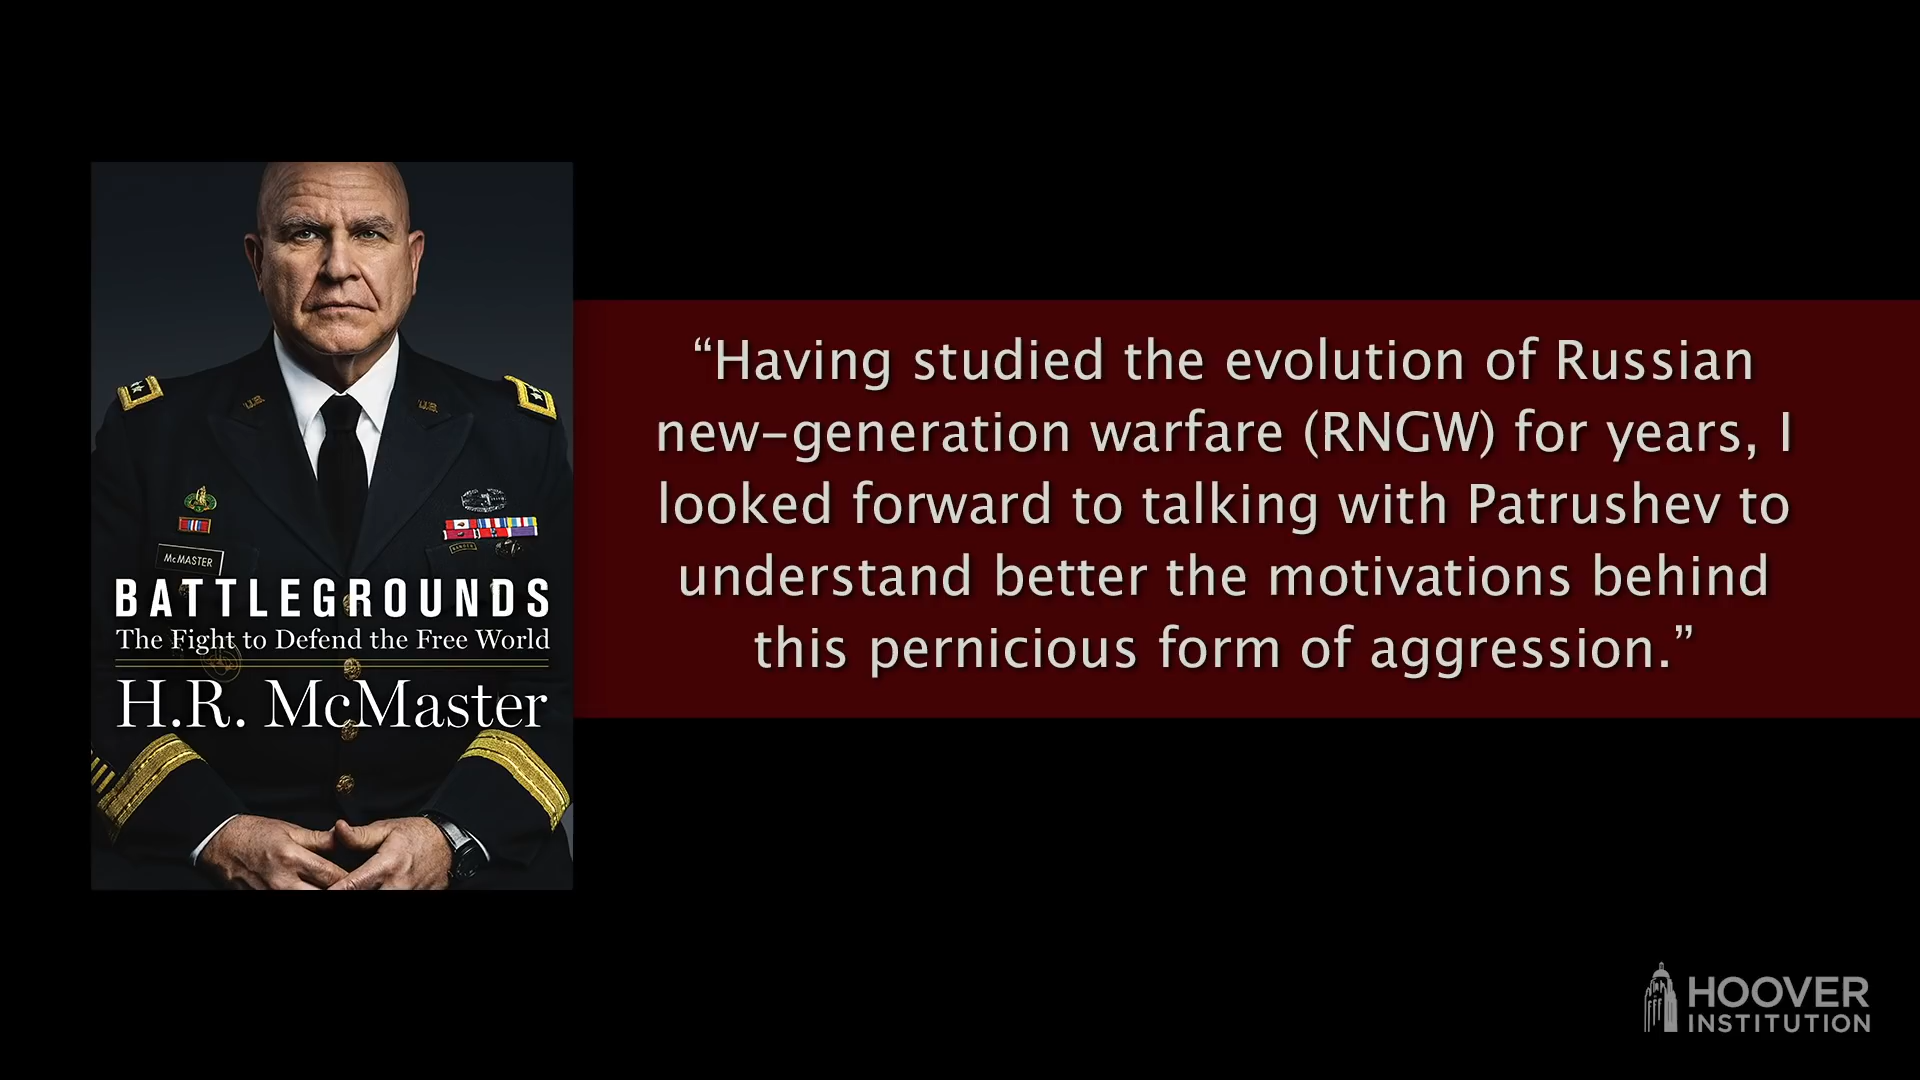 U.S.
U.S.
McMASTER
BATTLEGROUNDS
The Fight to Defend the Free World
H.R. McMaster
“Having studied the evolution of Russian
new-generation warfare (RNGW) for years, I
looked forward to talking with Patrushev to
understand better the motivations behind
this pernicious form of aggression.”
HOOVER
INSTITUTION